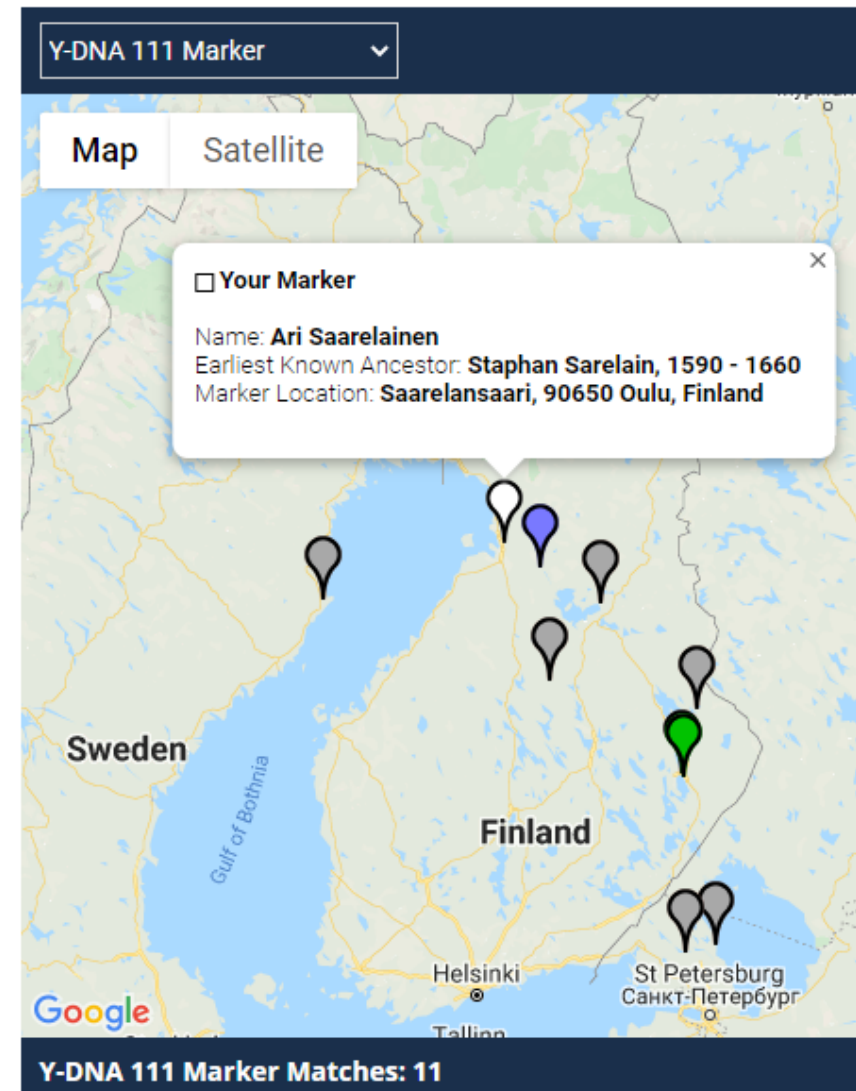 Y-DNA 111 Marker
Map Satellite
Your Marker
Name: Ari Saarelainen
Earliest Known Ancestor: Staphan Sarelain, 1590 - 1660
Marker Location: Saarelansaari, 90650 Oulu, Finland
Sweden
Gulf of Bothnia
Finland
Helsinki
St Petersburg
Санкт-Петербург
Google
Tallinn
Y-DNA 111 Marker Matches: 11